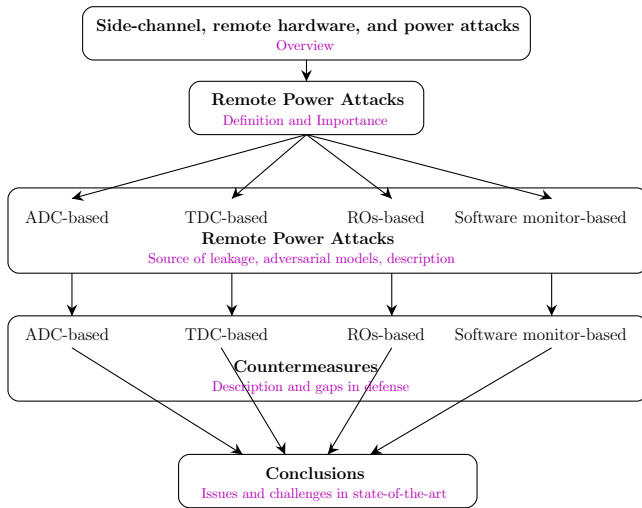 Side-channel, remote hardware, and power attacks
Overview
Remote Power Attacks
Definition and Importance
ADC-based TDC-based ROs-based Software monitor-based
Remote Power Attacks
Source of leakage, adversarial models, description
ADC-based TDC-based ROs-based Software monitor-based
Countermeasures
Description and gaps in defense
Conclusions
Issues and challenges in state-of-the-art